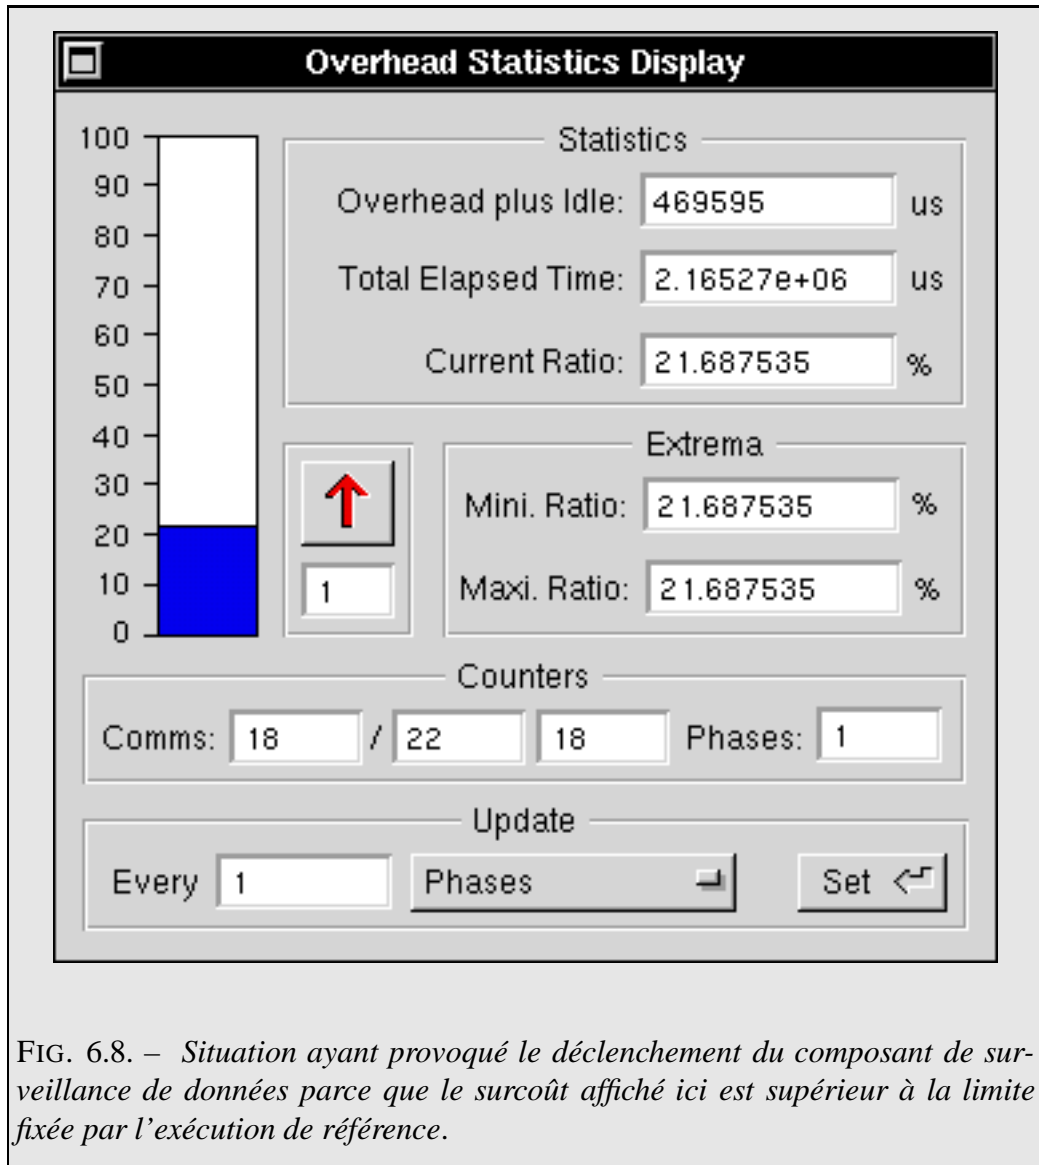 Overhead Statistics Display
100
90
80
70
60
50
40
30
20
10
0
Statistics
Overhead plus Idle: 469595 us
Total Elapsed Time: 2.16527e+06 us
Current Ratio: 21.687535 %
1
Extrema
Mini. Ratio: 21.687535 %
Maxi. Ratio: 21.687535 %
Counters
Comms: 18 / 22 18 Phases: 1
Update
Every 1 Phases Set
FIG. 6.8. – Situation ayant provoqué le déclenchement du composant de sur-
veillance de données parce que le surcoût affiché ici est supérieur à la limite
fixée par l'exécution de référence.